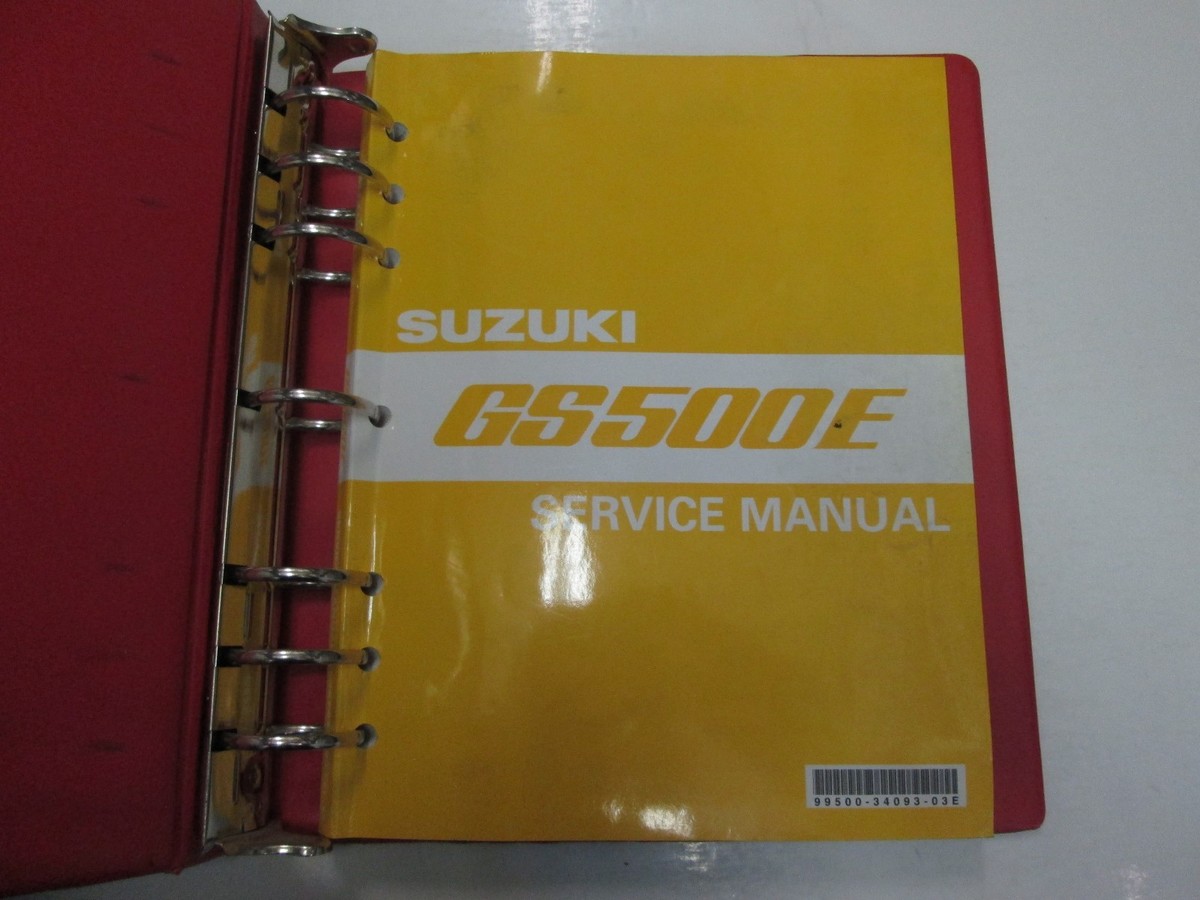 SUZUKI
GS500E
SERVICE MANUAL
99500-34093-03E